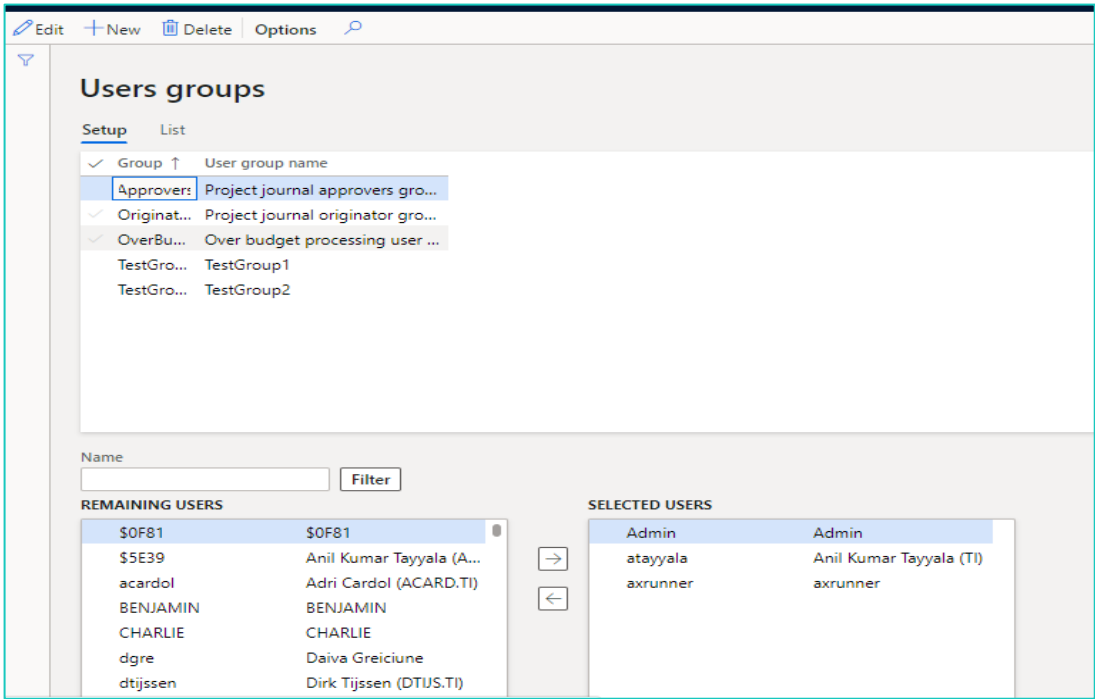 Edit New Delete Options
Users groups
Setup List
Group ↑ User group name
Approvers Project journal approvers gro...
Originat... Project journal originator gro...
OverBu... Over budget processing user ...
TestGro... TestGroup1
TestGro... TestGroup2
Name
Filter
REMAINING USERS
$0F81 $0F81
$5E39 Anil Kumar Tayyala (A...
acardol Adri Cardol (ACARD.TI)
BENJAMIN BENJAMIN
CHARLIE CHARLIE
dgre Daiva Greiciune
dtijssen Dirk Tijssen (DTIJS.TI)
SELECTED USERS
Admin Admin
atayyala Anil Kumar Tayyala (TI)
axrunner axrunner